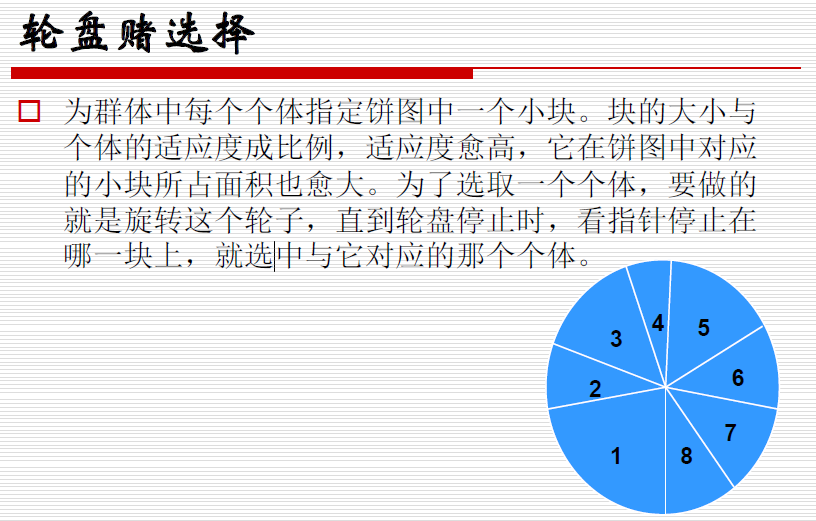 轮盘赌选择
为群体中每个个体指定饼图中一个小块。块的大小与
个体的适应度成比例，适应度愈高，它在饼图中对应
的小块所占面积也愈大。为了选取一个个体，要做的
就是旋转这个轮子，直到轮盘停止时，看指针停止在
哪一块上，就选中与它对应的那个个体。
4
5
3
6
2
7
1
8